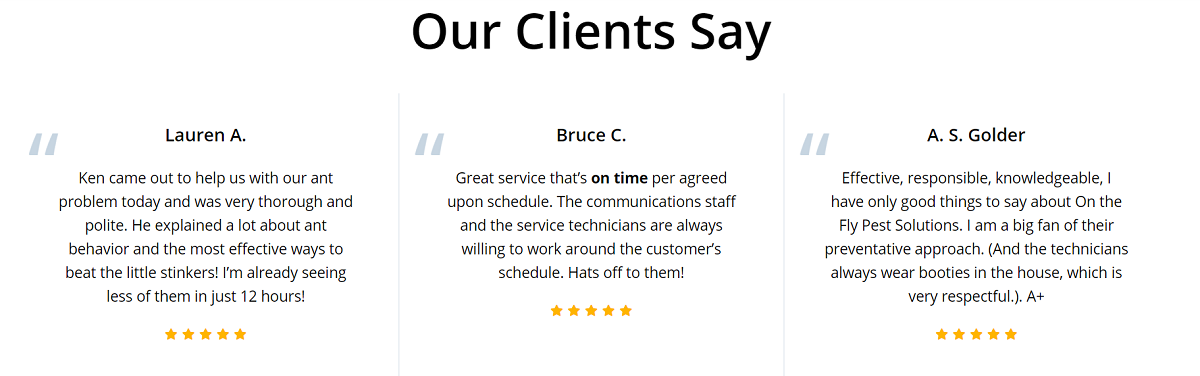 Our Clients Say
“
Lauren A.
Ken came out to help us with our ant
problem today and was very thorough and
polite. He explained a lot about ant
behavior and the most effective ways to
beat the little stinkers! I’m already seeing
less of them in just 12 hours!
“
Bruce C.
Great service that’s on time per agreed
upon schedule. The communications staff
and the service technicians are always
willing to work around the customer’s
schedule. Hats off to them!
“
A. S. Golder
Effective, responsible, knowledgeable, I
have only good things to say about On the
Fly Pest Solutions. I am a big fan of their
preventative approach. (And the technicians
always wear booties in the house, which is
very respectful.). A+